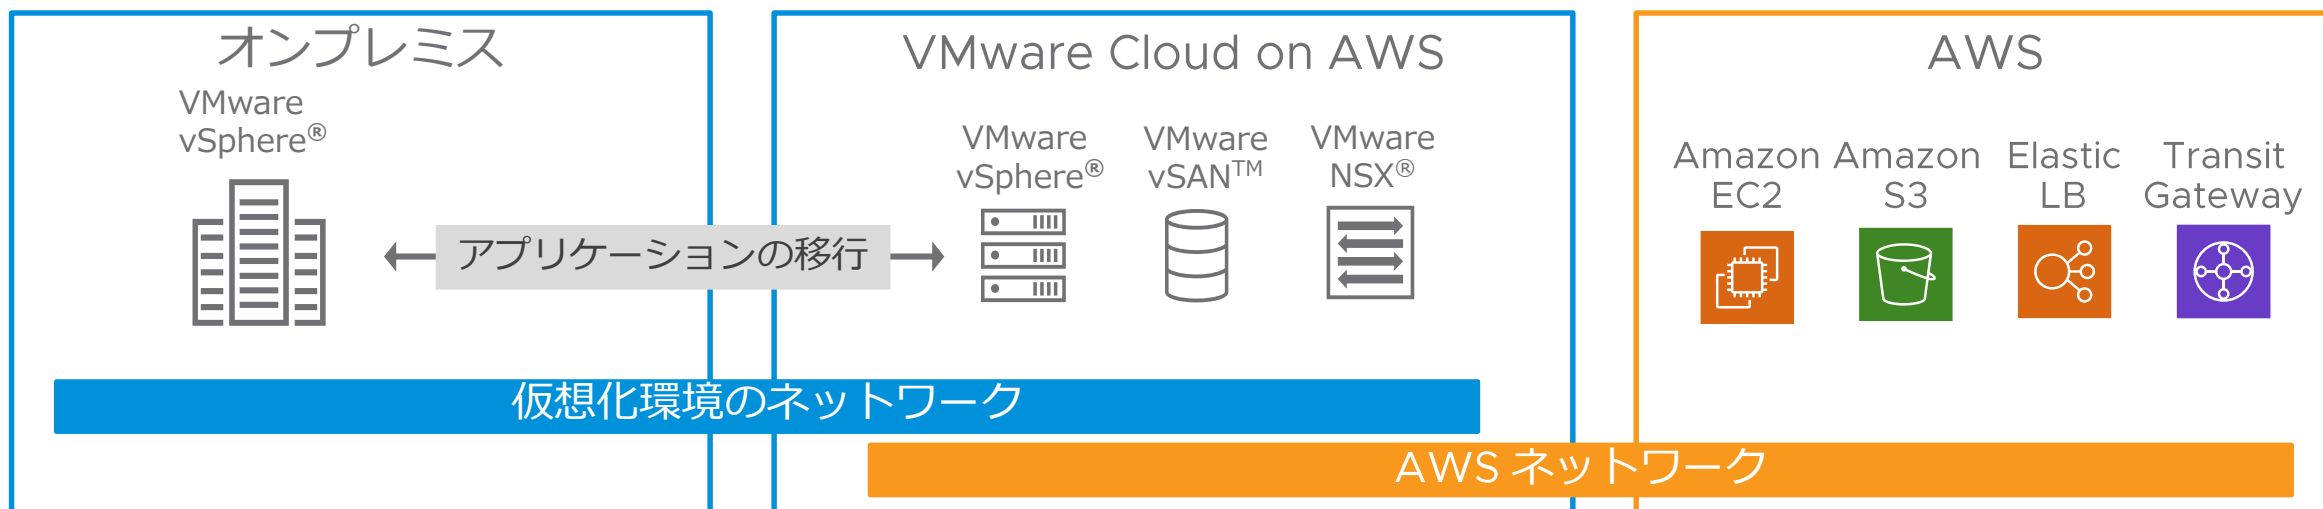 オンプレミス
VMware
vSphere®
アプリケーションの移行
VMware Cloud on AWS
VMware
vSphere®
VMware
vSAN™
VMware
NSX®
AWS
Amazon
EC2
Amazon
S3
Elastic
LB
Transit
Gateway
仮想化環境のネットワーク
AWS ネットワーク